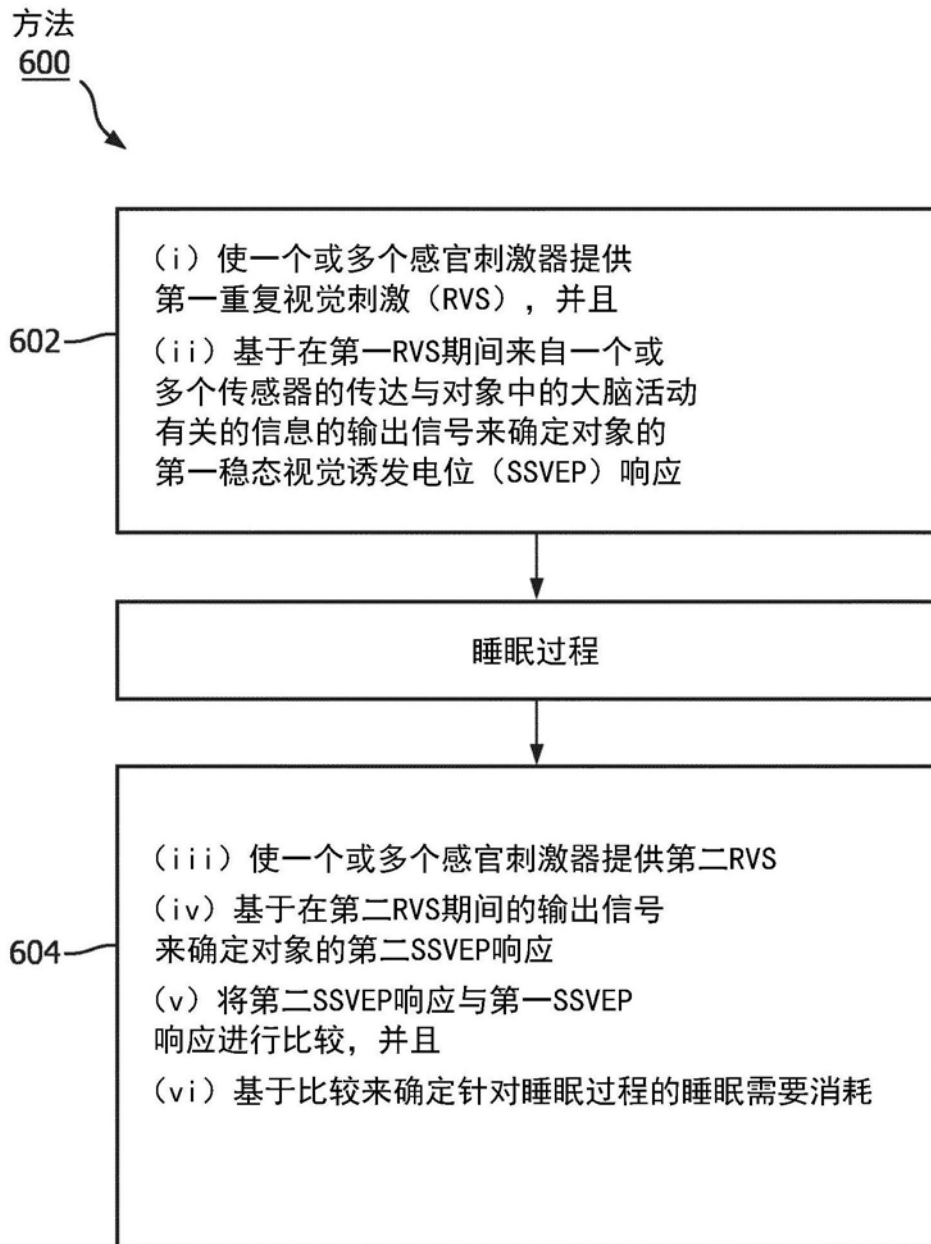 方法
600
602
（i）使一个或多个感官刺激器提供
第一重复视觉刺激（RVS），并且
（ii）基于在第一RVS期间来自一个或
多个传感器的传达与对象中的大脑活动
有关的信息的输出信号来确定对象的
第一稳态视觉诱发电位（SSVEP）响应
睡眠过程
604
（iii）使一个或多个感官刺激器提供第二RVS
（iv）基于在第二RVS期间的输出信号
来确定对象的第二SSVEP响应
（v）将第二SSVEP响应与第一SSVEP
响应进行比较，并且
（vi）基于比较来确定针对睡眠过程的睡眠需要消耗